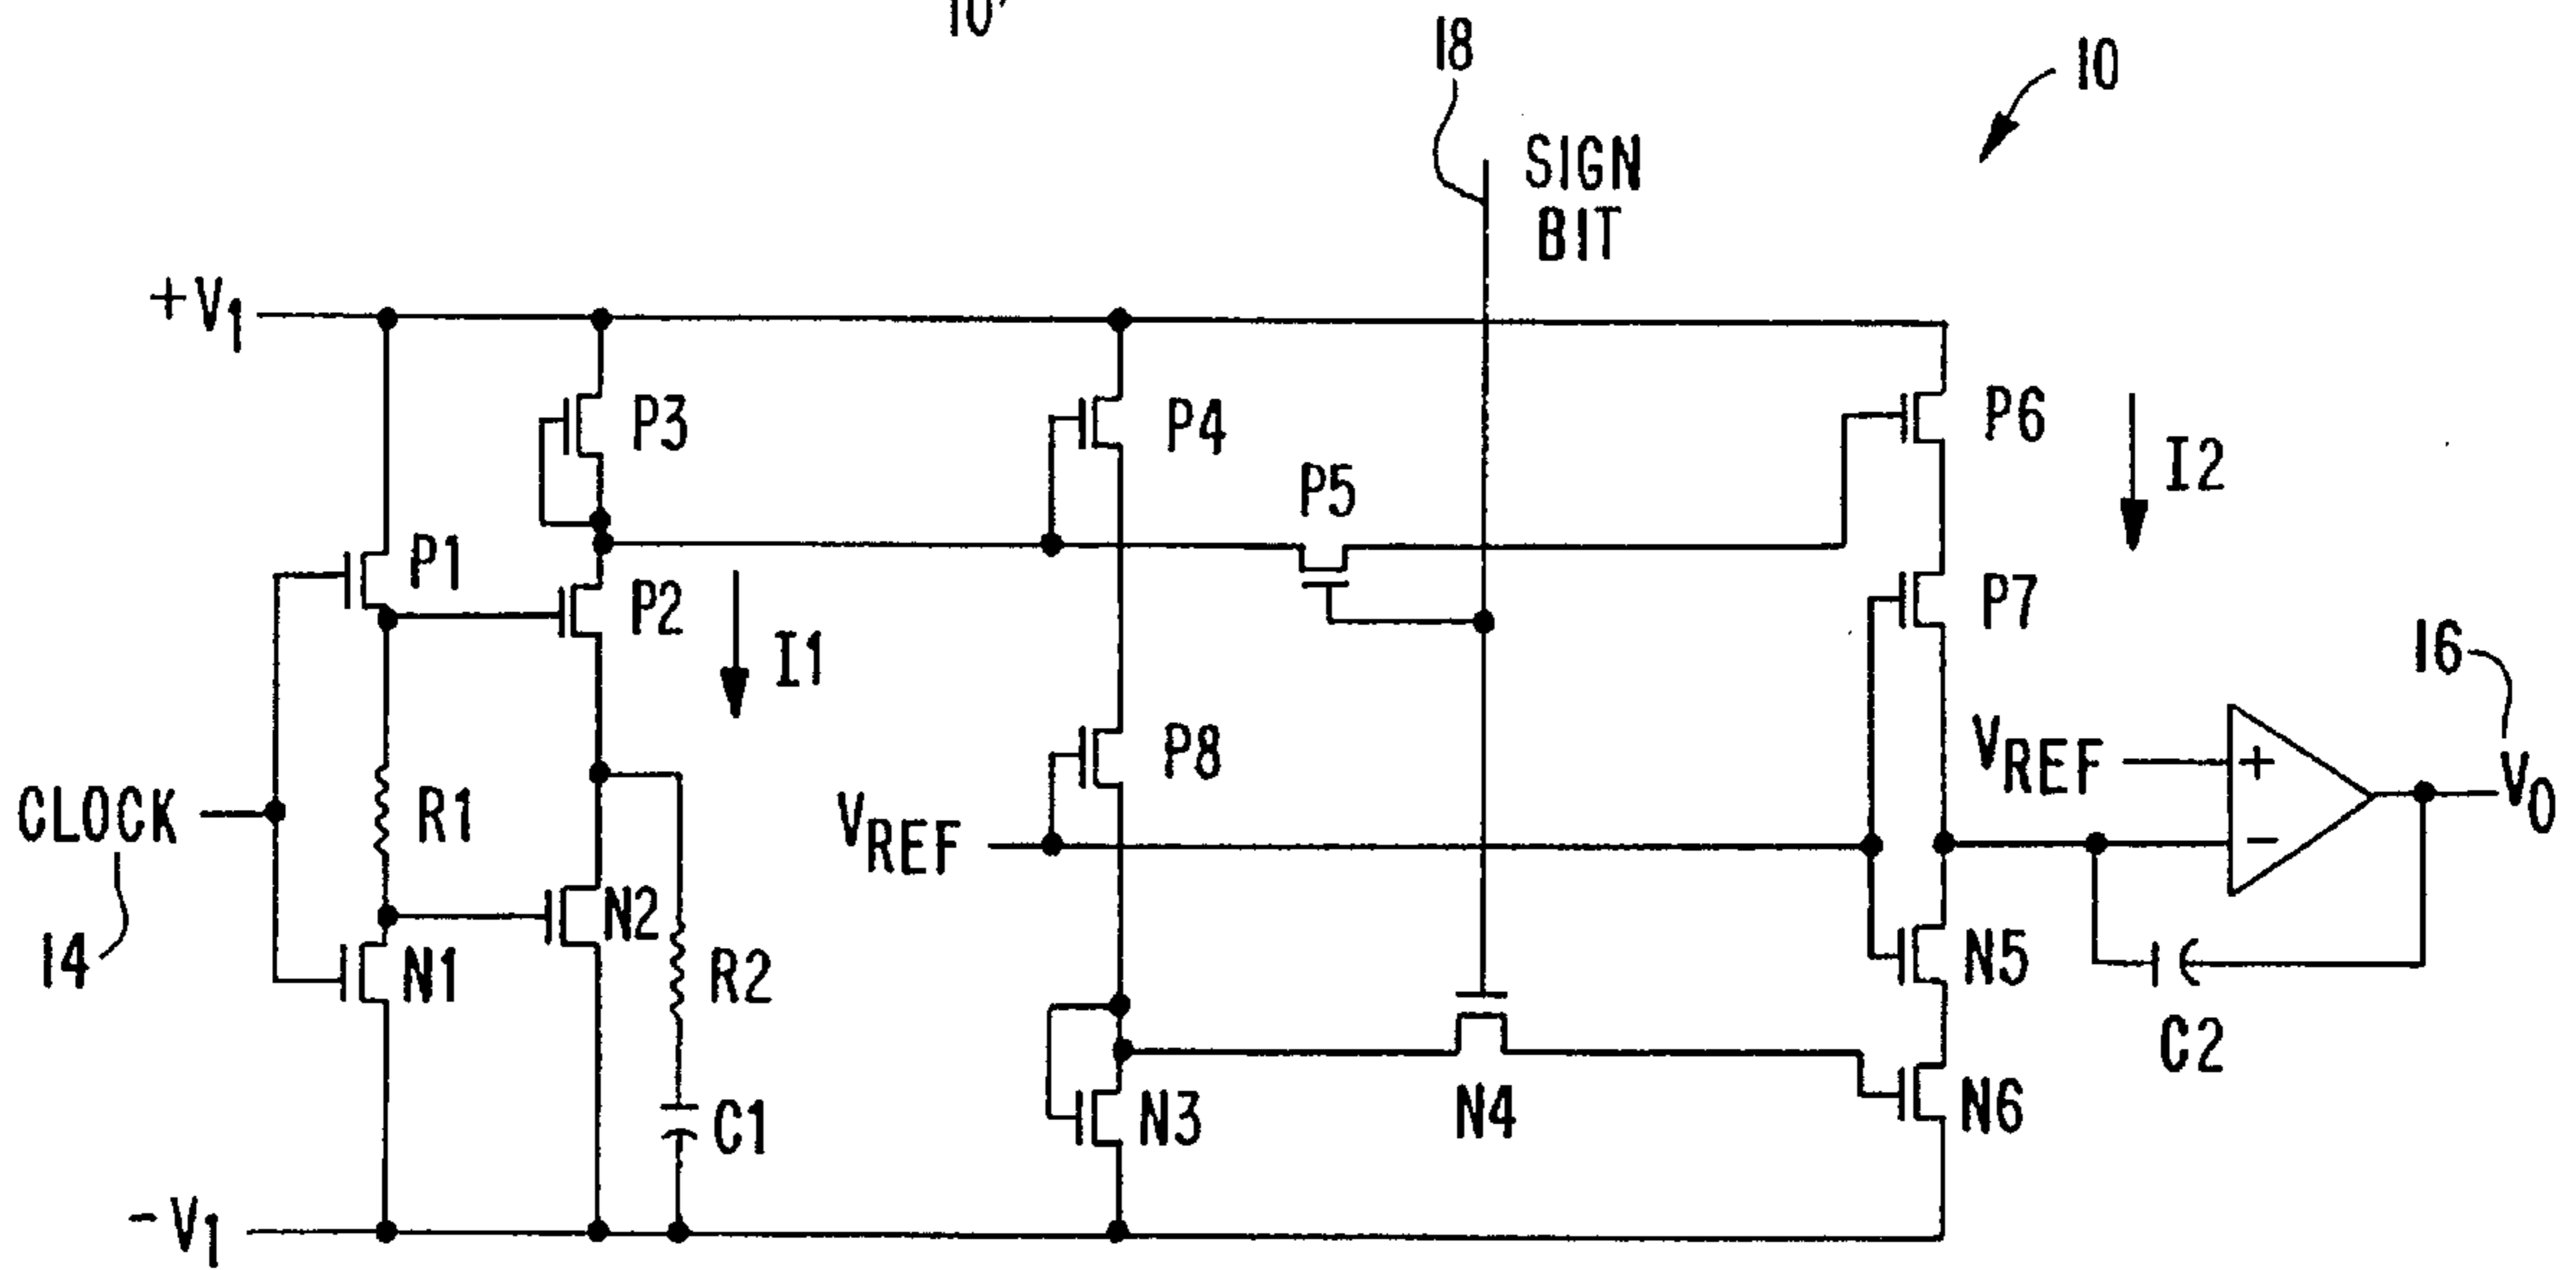 10'
18
10
SIGN
BIT
+V1
P3
P4
P6
I2
P5
P1
P2
I1
P7
16
P8
VREF
CLOCK
R1
VREF
+
V0
-
14
N1
N2
R2
N5
C2
C1
N3
N4
N6
-V1